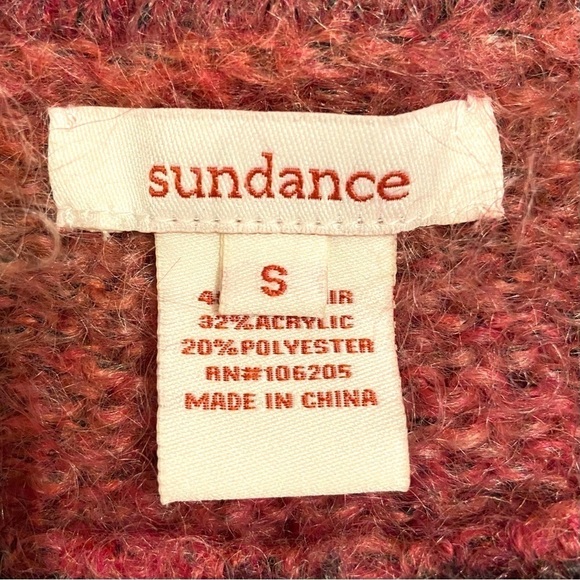 sundance
S
32% ACRYLIC
20% POLYESTER
RN#106205
MADE IN CHINA